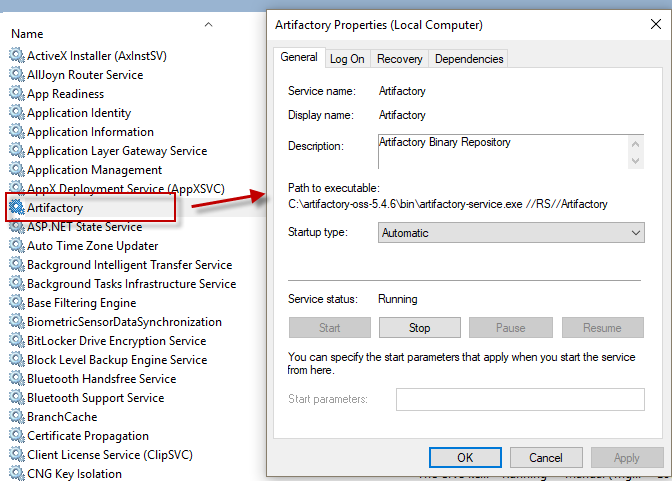 Name
ActiveX Installer (AxInstSV)
AllJoyn Router Service
App Readiness
Application Identity
Application Information
Application Layer Gateway Service
Application Management
AppX Deployment Service (AppXSVC)
Artifactory
ASP.NET State Service
Auto Time Zone Updater
Background Intelligent Transfer Service
Background Tasks Infrastructure Service
Base Filtering Engine
BiometricSensorDataSynchronization
BitLocker Drive Encryption Service
Block Level Backup Engine Service
Bluetooth Handsfree Service
Bluetooth Support Service
BranchCache
Certificate Propagation
Client License Service (ClipSVC)
CNG Key Isolation
Artifactory Properties (Local Computer)
General Log On Recovery Dependencies
Service name: Artifactory
Display name: Artifactory
Description: Artifactory Binary Repository
Path to executable:
C:\artifactory-oss-5.4.6\bin\artifactory-service.exe //RS//Artifactory
Startup type: Automatic
Service status: Running
Start Stop Pause Resume
You can specify the start parameters that apply when you start the service
from here.
Start parameters:
OK Cancel Apply